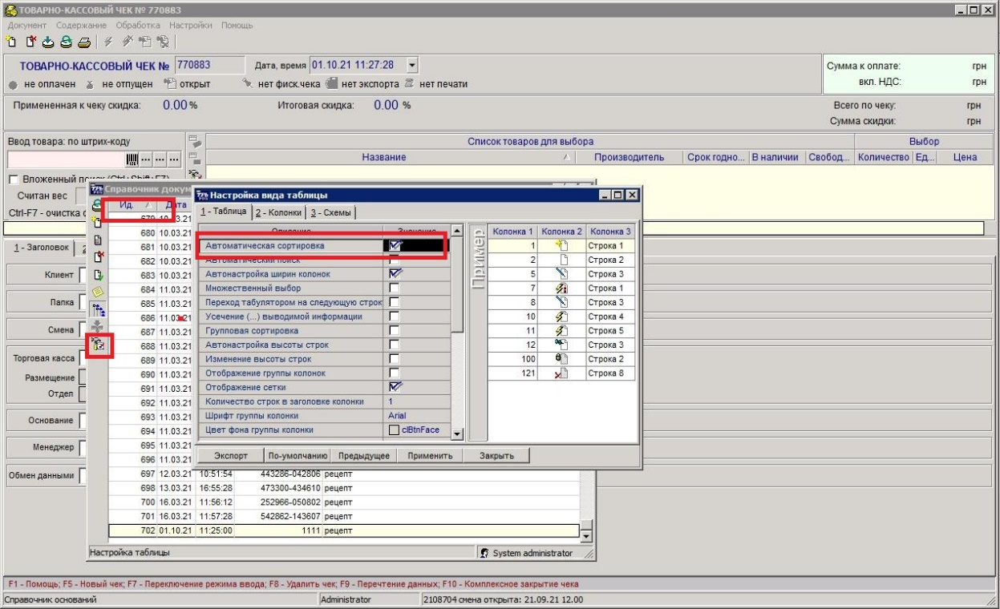 ТОВАРНО-КАССОВЫЙ ЧЕК № 770883
Документ Содержание Обработка Настройки Помощь
ТОВАРНО-КАССОВЫЙ ЧЕК № 770883 Дата, время 01.10.21 11:27:28
Сумма к оплате: грн
вкл. НДС: грн
не оплачен не отпущен открыт нет фиск.чека нет экспорта нет печати
Примененная к чеку скидка: 0.00 % Итоговая скидка: 0.00 %
Всего по чеку: грн
Сумма скидки: грн
Ввод товара: по штрих-коду
Список товаров для выбора Выбор
Название Производитель Срок годно... В наличии Свобод... Количество Ед... Цена
Вложенный
Считан вес
Ctrl-F7 - очистка
1 - Заголовок
Клиент
Папка
Смена
Торговая касса
Размещение
Отдел
Основание
Менеджер
Обмен данными
Справочник докум
Ид. Дата
679 10.03.21
680 10.03.21
681 10.03.21
682 10.03.21
683 10.03.21
684 11.03.21
685 11.03.21
686 11.03.21
687 11.03.21
688 11.03.21
689 11.03.21
690 11.03.21
691 11.03.21
692 11.03.21
693 11.03.21
694 11.03.21
695 11.03.21
696 11.03.21
697 12.03.21 10:51:54 443286-042806 рецепт
698 13.03.21 16:55:28 473300-434610 рецепт
700 16.03.21 11:56:12 252966-050802 рецепт
701 16.03.21 11:57:28 542862-143607 рецепт
702 01.10.21 11:25:00 1111 рецепт
Настройка таблицы System administrator
Настройка вида таблицы
1 - Таблица 2 - Колонки 3 - Схемы
Описание Значение
Автоматическая сортировка
Автоматический поиск
Автонастройка ширин колонок
Множественный выбор
Переход табулятором на следующую строк
Усечение (...) выводимой информации
Групповая сортировка
Автонастройка высоты строк
Изменение высоты строк
Отображение группы колонок
Отображение сетки
Количество строк в заголовке колонки 1
Шрифт группы колонки Arial
Цвет фона группы колонки clBtnFace
Пример
Колонка 1 Колонка 2 Колонка 3
1 Строка 1
2 Строка 2
5 Строка 3
7 Строка 1
8 Строка 3
10 Строка 4
11 Строка 5
12 Строка 3
100 Строка 2
121 Строка 8
Экспорт По-умолчанию Предыдущее Применить Закрыть
F1 - Помощь; F5 - Новый чек; F7 - Переключение режима ввода; F8 - Удалить чек; F9 - Перечтение данных; F10 - Комплексное закрытие чека
Справочник оснований Administrator 2108704 смена открыта: 21.09.21 12.00